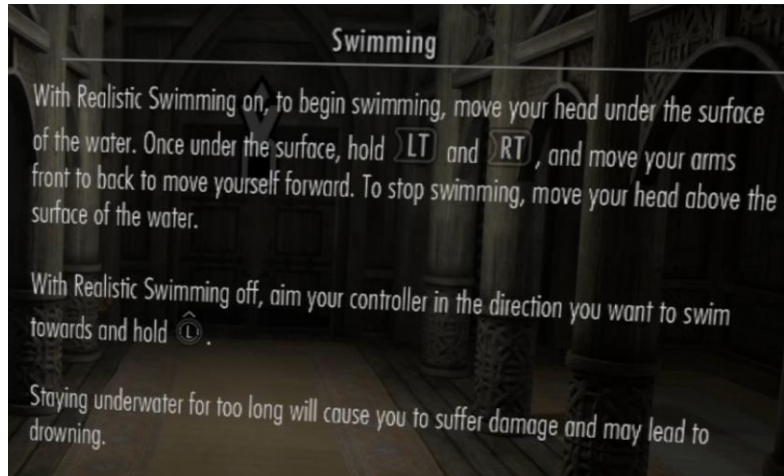 Swimming
With Realistic Swimming on, to begin swimming, move your head under the surface
of the water. Once under the surface, hold LT and RT , and move your arms
front to back to move yourself forward. To stop swimming, move your head above the
surface of the water.
With Realistic Swimming off, aim your controller in the direction you want to swim
towards and hold L .
Staying underwater for too long will cause you to suffer damage and may lead to
drowning.